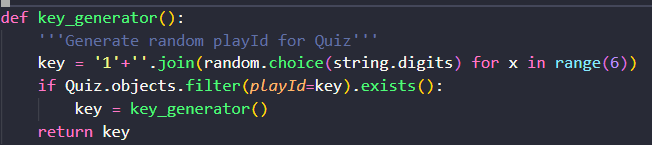 def key_generator():
    '''Generate random playId for Quiz'''
    key = '1'+''.join(random.choice(string.digits) for x in range(6))
    if Quiz.objects.filter(playId=key).exists():
        key = key_generator()
    return key